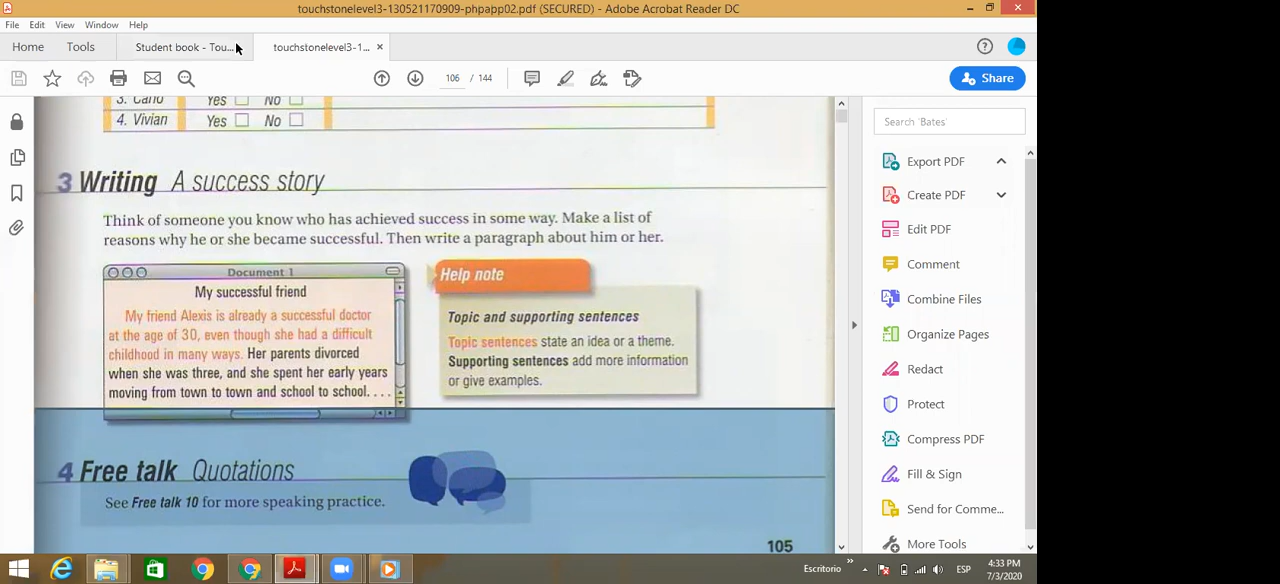 touchstonelevel3-130521170909-phpapp02.pdf (SECURED) - Adobe Acrobat Reader DC
File Edit View Window Help
Home Tools Student book - Tou... touchstonelevel3-1... ×
106 / 144
Share
3. Carlo Yes No
4. Vivian Yes No
3 Writing A success story
Think of someone you know who has achieved success in some way. Make a list of
reasons why he or she became successful. Then write a paragraph about him or her.
Document 1
My successful friend
My friend Alexis is already a successful doctor
at the age of 30, even though she had a difficult
childhood in many ways. Her parents divorced
when she was three, and she spent her early years
moving from town to town and school to school. . . .
Help note
Topic and supporting sentences
Topic sentences state an idea or a theme.
Supporting sentences add more information
or give examples.
4 Free talk Quotations
See Free talk 10 for more speaking practice.
105
Search 'Bates'
Export PDF
Create PDF
Edit PDF
Comment
Combine Files
Organize Pages
Redact
Protect
Compress PDF
Fill & Sign
Send for Comme...
More Tools
Escritorio » ESP 4:33 PM
7/3/2020